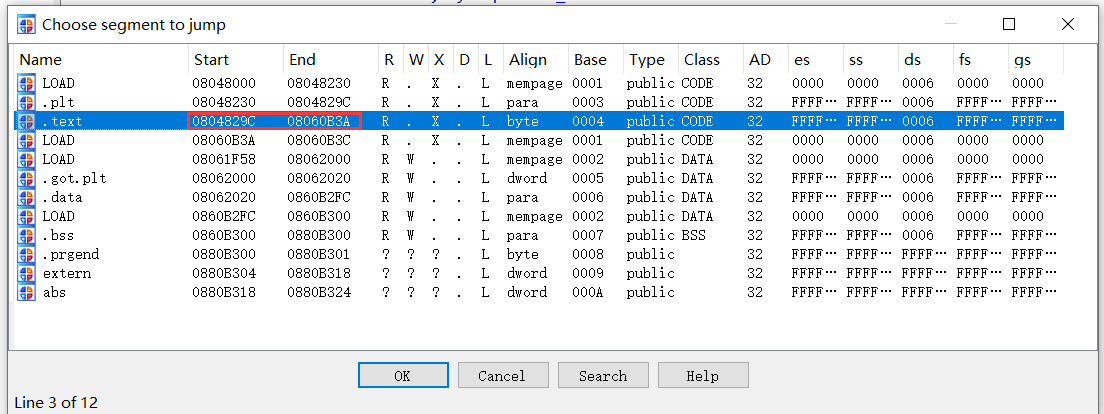 Choose segment to jump
Name Start End R W X D L Align Base Type Class AD es ss ds fs gs
LOAD 08048000 08048230 R . X . L mempage 0001 public CODE 32 0000 0000 0006 0000 0000
.plt 08048230 0804829C R . X . L para 0003 public CODE 32 FFFF… FFFF… 0006 FFFF… FFFF…
.text 0804829C 08060B3A R . X . L byte 0004 public CODE 32 FFFF… FFFF… 0006 FFFF… FFFF…
LOAD 08060B3A 08060B3C R . X . L mempage 0001 public CODE 32 0000 0000 0006 0000 0000
LOAD 08061F58 08062000 R W . . L mempage 0002 public DATA 32 0000 0000 0006 0000 0000
.got.plt 08062000 08062020 R W . . L dword 0005 public DATA 32 FFFF… FFFF… 0006 FFFF… FFFF…
.data 08062020 0860B2FC R W . . L para 0006 public DATA 32 FFFF… FFFF… 0006 FFFF… FFFF…
LOAD 0860B2FC 0860B300 R W . . L mempage 0002 public DATA 32 0000 0000 0006 0000 0000
.bss 0860B300 0880B300 R W . . L para 0007 public BSS 32 FFFF… FFFF… 0006 FFFF… FFFF…
.prgend 0880B300 0880B301 ? ? ? . L byte 0008 public 32 FFFF… FFFF… FFFF… FFFF… FFFF…
extern 0880B304 0880B318 ? ? ? . L dword 0009 public 32 FFFF… FFFF… FFFF… FFFF… FFFF…
abs 0880B318 0880B324 ? ? ? . L dword 000A public 32 FFFF… FFFF… FFFF… FFFF… FFFF…
OK Cancel Search Help
Line 3 of 12